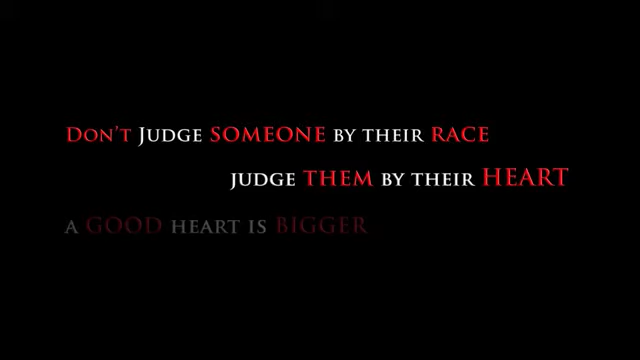 Don't Judge SOMEONE BY THEIR RACE
JUDGE THEM BY THEIR HEART
A GOOD HEART IS BIGGER